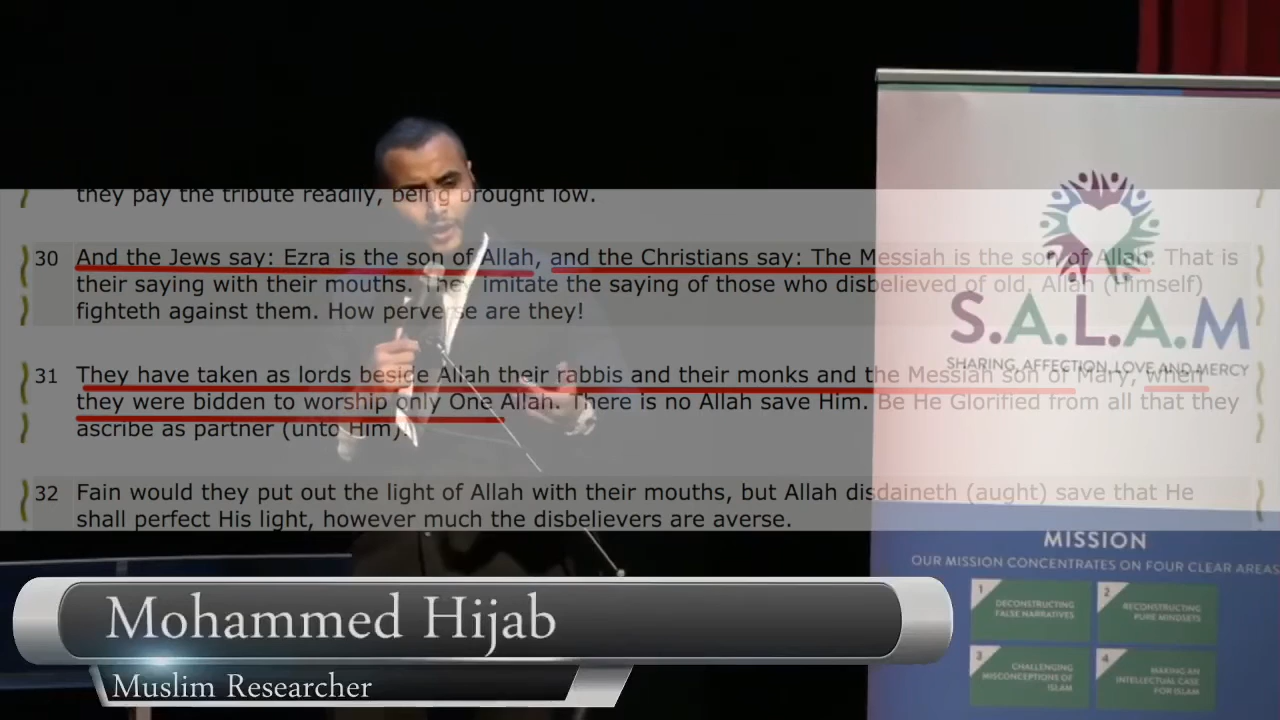 they pay the tribute readily, being brought low.
30 And the Jews say: Ezra is the son of Allah, and the Christians say: The Messiah is the son of Allah. That is
their saying with their mouths. They imitate the saying of those who disbelieved of old. Allah (Himself)
fighteth against them. How perverse are they!
31 They have taken as lords beside Allah their rabbis and their monks and the Messiah son of Mary, when
they were bidden to worship only One Allah. There is no Allah save Him. Be He Glorified from all that they
ascribe as partner (unto Him)!
32 Fain would they put out the light of Allah with their mouths, but Allah disdaineth (aught) save that He
shall perfect His light, however much the disbelievers are averse.
S.A.L.A.M
SHARING, AFFECTION, LOVE AND MERCY
MISSION
OUR MISSION CONCENTRATES ON FOUR CLEAR AREAS
1
DECONSTRUCTING
FALSE NARRATIVES
2
RECONSTRUCTING
PURE MINDSETS
3
CHALLENGING
MISCONCEPTIONS OF
ISLAM
4
MAKING AN
INTELLECTUAL CASE
FOR ISLAM
Mohammed Hijab
Muslim Researcher